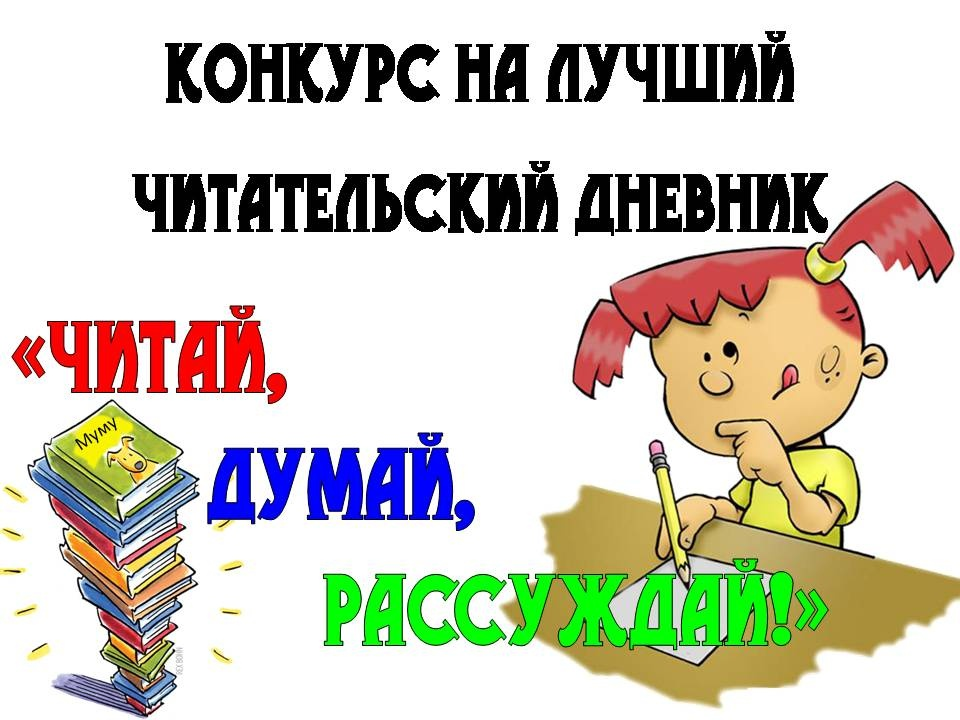 КОНКУРС НА ЛУЧШИЙ
ЧИТАТЕЛЬСКИЙ ДНЕВНИК
«ЧИТАЙ,
Муму
ДУМАЙ,
РАССУЖДАЙ!»